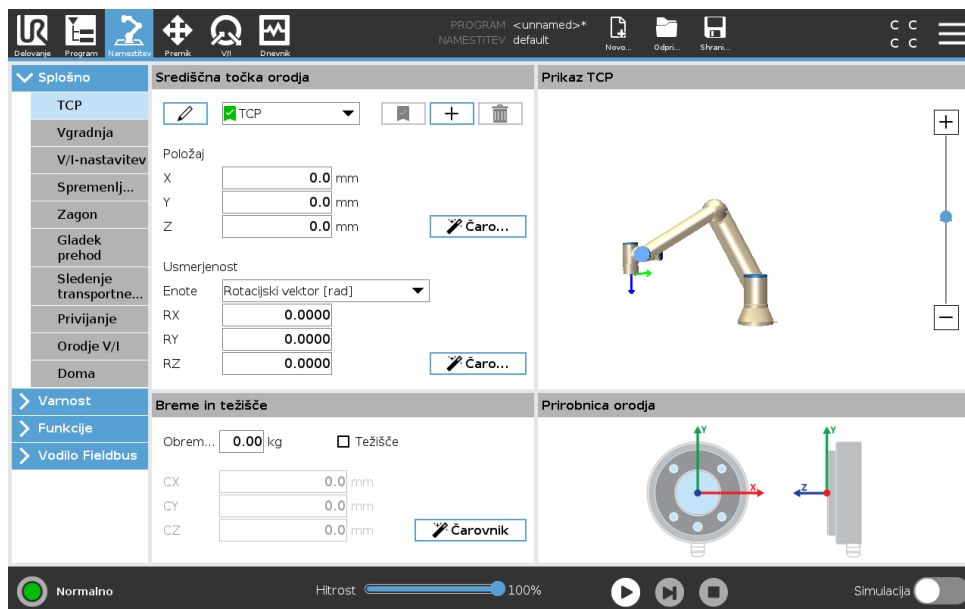 PROGRAM <unnamed>*
NAMESTITEV default
Delovanje Program Namestitev Premik V/I Dnevnik Novo... Odpri... Shrani...
C C
C C
Splošno
TCP
Vgradnja
V/I-nastavitev
Spremenlj...
Zagon
Gladek
prehod
Sledenje
transportne...
Privijanje
Orodje V/I
Doma
Varnost
Funkcije
Vodilo Fieldbus
Središčna točka orodja
TCP
Položaj
X 0.0 mm
Y 0.0 mm
Z 0.0 mm Čaro...
Usmerjenost
Enote Rotacijski vektor [rad]
RX 0.0000
RY 0.0000
RZ 0.0000 Čaro...
Prikaz TCP
Breme in težišče
Obrem... 0.00 kg Težišče
CX 0.0 mm
CY 0.0 mm
CZ 0.0 mm Čarovnik
Prirobnica orodja
Y Y
X Z
Normalno Hitrost 100% Simulacija